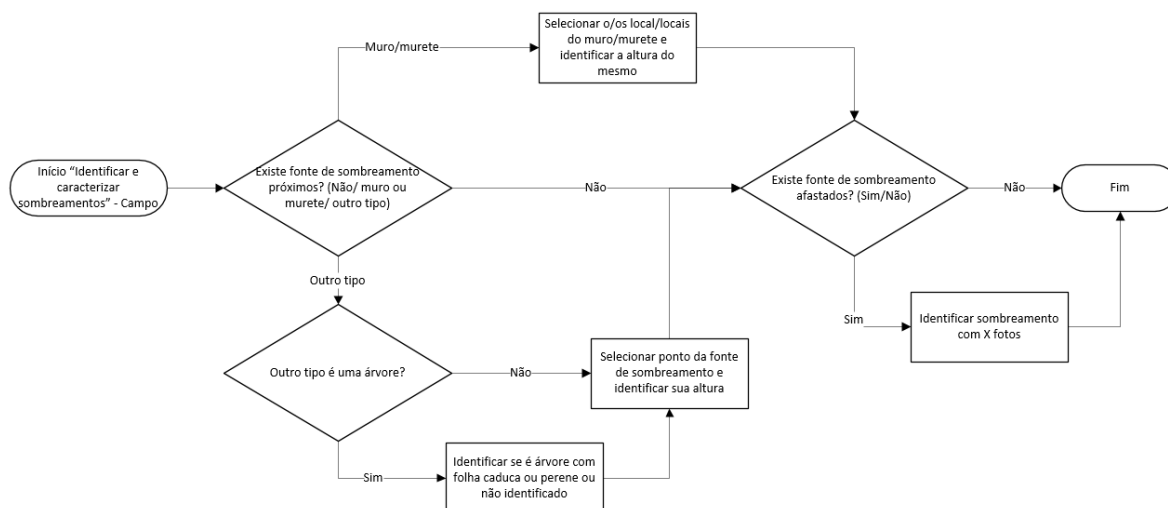 Selecionar o/os local/locais
do muro/murete e
identificar a altura do
mesmo
Muro/murete
Início “Identificar e
caracterizar
sombreamentos” - Campo
Existe fonte de sombreamento
próximos? (Não/ muro ou
murete/ outro tipo)
Não
Existe fonte de sombreamento
afastados? (Sim/Não)
Não
Fim
Outro tipo
Sim
Identificar sombreamento
com X fotos
Outro tipo é uma árvore?
Não
Selecionar ponto da fonte
de sombreamento e
identificar sua altura
Sim
Identificar se é árvore com
folha caduca ou perene ou
não identificado